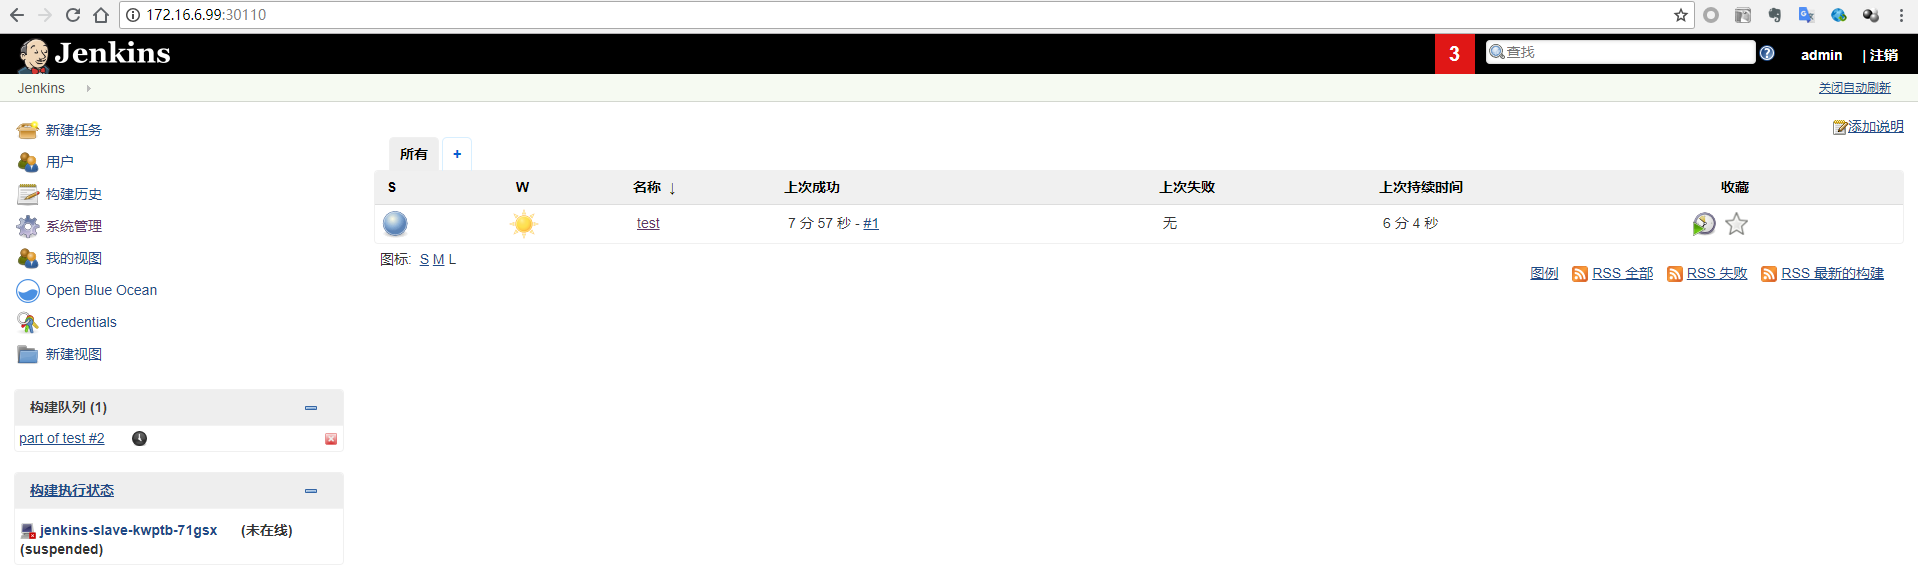 172.16.6.99:30110
Jenkins
3
查找
admin
| 注销
Jenkins
关闭自动刷新
新建任务
用户
构建历史
系统管理
我的视图
Open Blue Ocean
Credentials
新建视图
构建队列 (1)
part of test #2
构建执行状态
jenkins-slave-kwptb-71gsx (未在线)
(suspended)
添加说明
所有 +
S W 名称 ↓ 上次成功 上次失败 上次持续时间 收藏
test 7 分 57 秒 - #1 无 6 分 4 秒
图标: S M L
图例 RSS 全部 RSS 失败 RSS 最新的构建